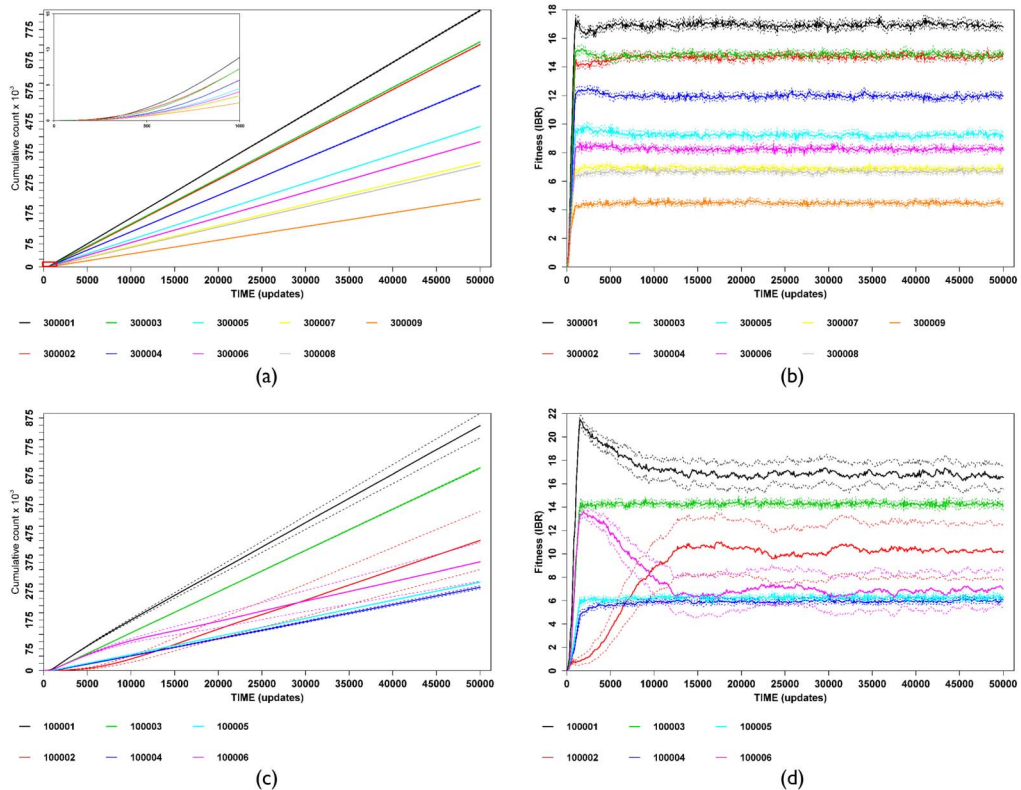 Cumulative count x 10³
0 75 175 275 375 475 575 675 775
0 500 1000
0 5000 10000 15000 20000 25000 30000 35000 40000 45000 50000
TIME (updates)
300001 300003 300005 300007 300009
300002 300004 300006 300008
(a)
Fitness (IBR)
0 2 4 6 8 10 12 14 16 18
0 5000 10000 15000 20000 25000 30000 35000 40000 45000 50000
TIME (updates)
300001 300003 300005 300007 300009
300002 300004 300006 300008
(b)
Cumulative count x 10³
0 75 175 275 375 475 575 675 775 875
0 5000 10000 15000 20000 25000 30000 35000 40000 45000 50000
TIME (updates)
100001 100003 100005
100002 100004 100006
(c)
Fitness (IBR)
0 2 4 6 8 10 12 14 16 18 20 22
0 5000 10000 15000 20000 25000 30000 35000 40000 45000 50000
TIME (updates)
100001 100003 100005
100002 100004 100006
(d)